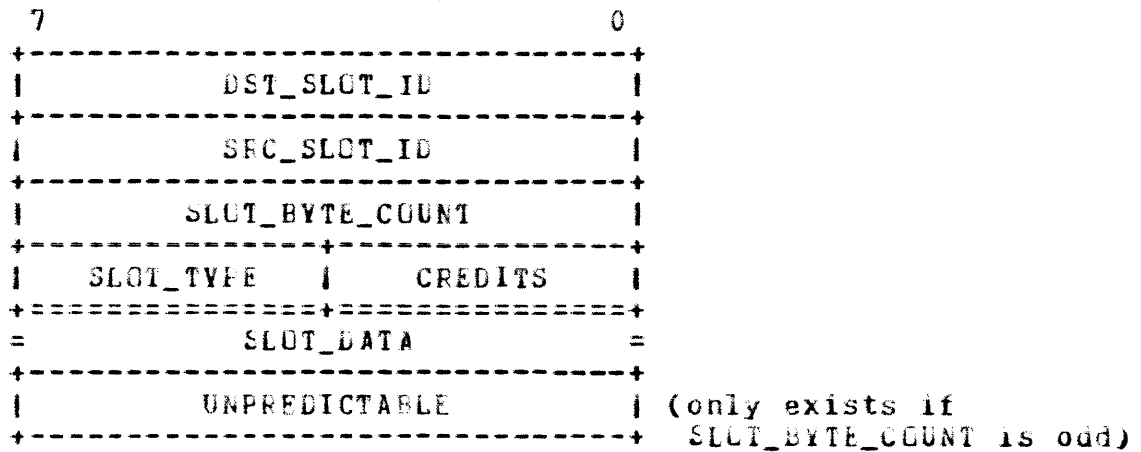 7 0
DST_SLOT_ID
SRC_SLOT_ID
SLOT_BYTE_COUNT
SLOT_TYPE CREDITS
SLOT_DATA
UNPREDICTABLE (only exists if
SLOT_BYTE_COUNT is odd)